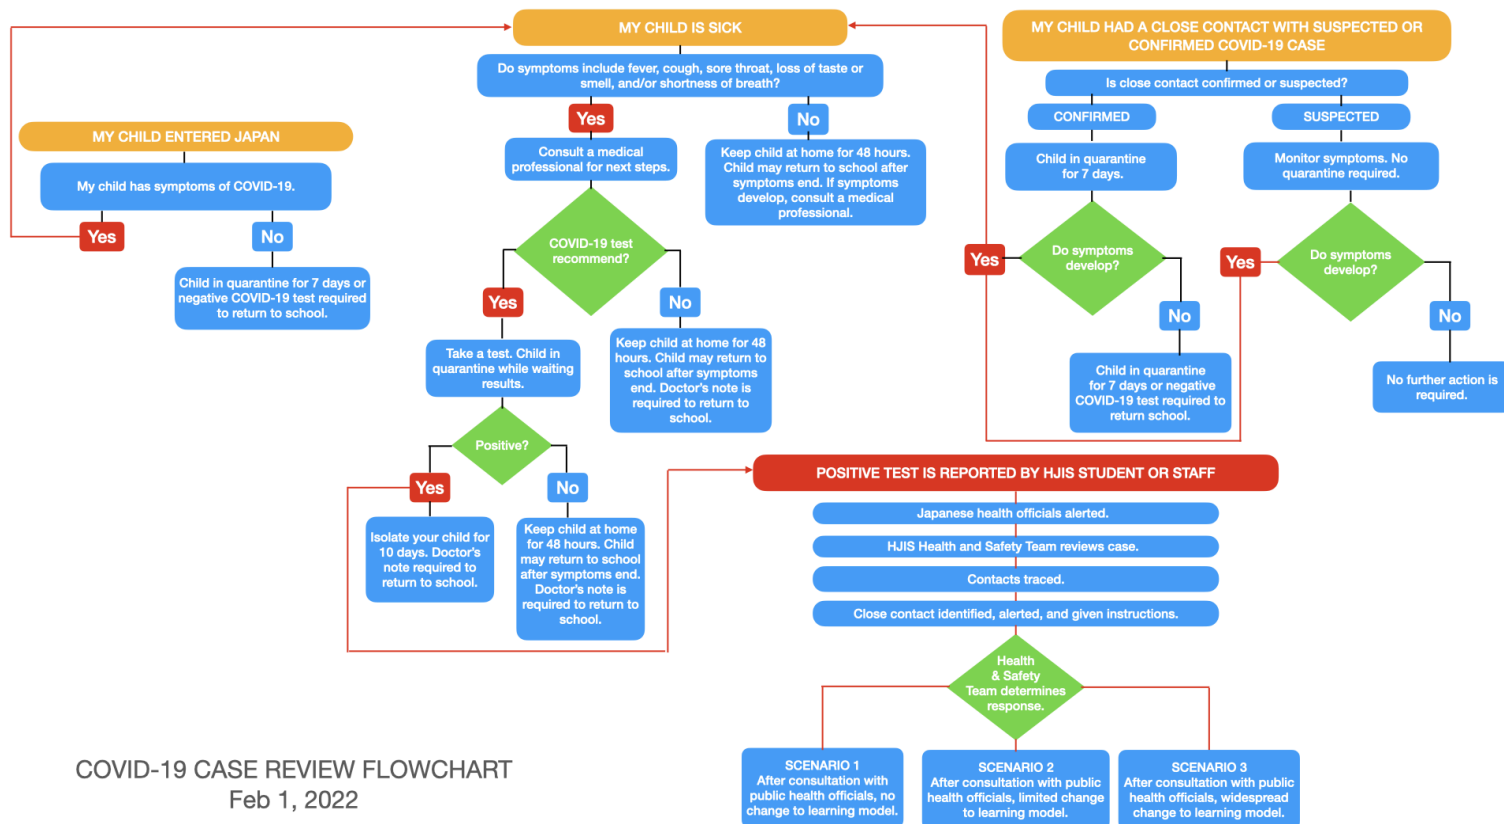 MY CHILD IS SICK
Do symptoms include fever, cough, sore throat, loss of taste or
smell, and/or shortness of breath?
Yes
No
Consult a medical
professional for next steps.
Keep child at home for 48 hours.
Child may return to school after
symptoms end. If symptoms
develop, consult a medical
professional.
COVID-19 test
recommend?
Yes
No
Take a test. Child in
quarantine while waiting
results.
Keep child at home for 48
hours. Child may return to
school after symptoms
end. Doctor's note is
required to return to
school.
Positive?
Yes
No
Isolate your child for
10 days. Doctor's
note required to
return to school.
Keep child at home
for 48 hours. Child
may return to school
after symptoms end.
Doctor's note is
required to return to
school.
MY CHILD ENTERED JAPAN
My child has symptoms of COVID-19.
Yes
No
Child in quarantine for 7 days or
negative COVID-19 test required
to return to school.
MY CHILD HAD A CLOSE CONTACT WITH SUSPECTED OR
CONFIRMED COVID-19 CASE
Is close contact confirmed or suspected?
CONFIRMED
SUSPECTED
Child in quarantine
for 7 days.
Monitor symptoms. No
quarantine required.
Do symptoms
develop?
Yes
No
Child in quarantine
for 7 days or negative
COVID-19 test required to
return school.
Do symptoms
develop?
Yes
No
No further action is
required.
POSITIVE TEST IS REPORTED BY HJIS STUDENT OR STAFF
Japanese health officials alerted.
HJIS Health and Safety Team reviews case.
Contacts traced.
Close contact identified, alerted, and given instructions.
Health
& Safety
Team determines
response.
SCENARIO 1
After consultation with
public health officials, no
change to learning model.
SCENARIO 2
After consultation with public
health officials, limited change
to learning model.
SCENARIO 3
After consultation with public
health officials, widespread
change to learning model.
COVID-19 CASE REVIEW FLOWCHART
Feb 1, 2022